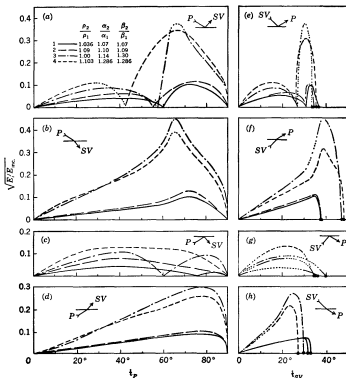 (a)
ρ2/ρ1 α2/α1 β2/β1
1 1.036 1.07 1.07
2 1.09 1.10 1.09
3 1.00 1.14 1.30
4 1.103 1.286 1.286
P SV
0.4
0.3
0.2
0.1
0
(e)
SV P
(b)
P
SV
√E/Einc.
0.4
0.3
0.2
0.1
0
(f)
P
SV
(c)
P SV
0.2
0.1
0
(g)
SV P
(d)
SV
P
0.3
0.2
0.1
0
0 20° 40° 60° 80°
iP
(h)
SV
P
0 20° 40°
iSV